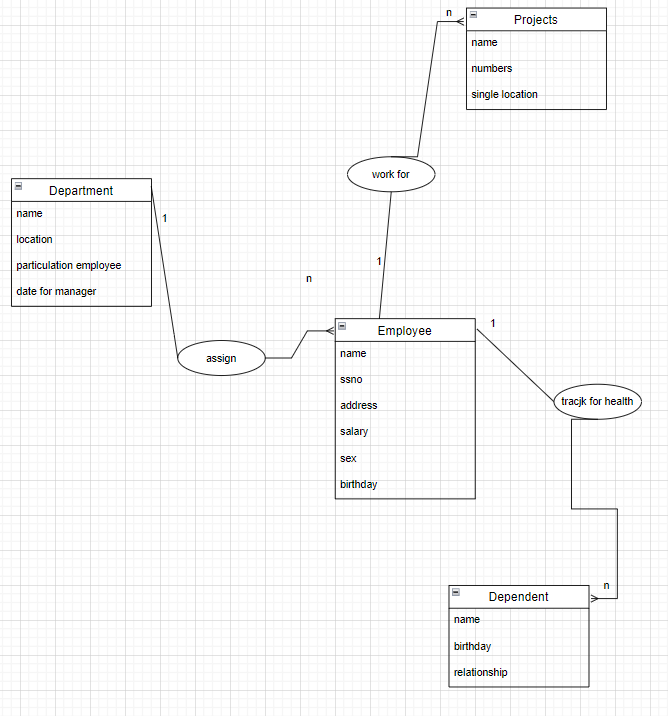 n
Projects
name
numbers
single location
work for
Department
name
location
particulation employee
date for manager
1
1
n
assign
Employee
name
ssno
address
salary
sex
birthday
1
tracjk for health
n
Dependent
name
birthday
relationship